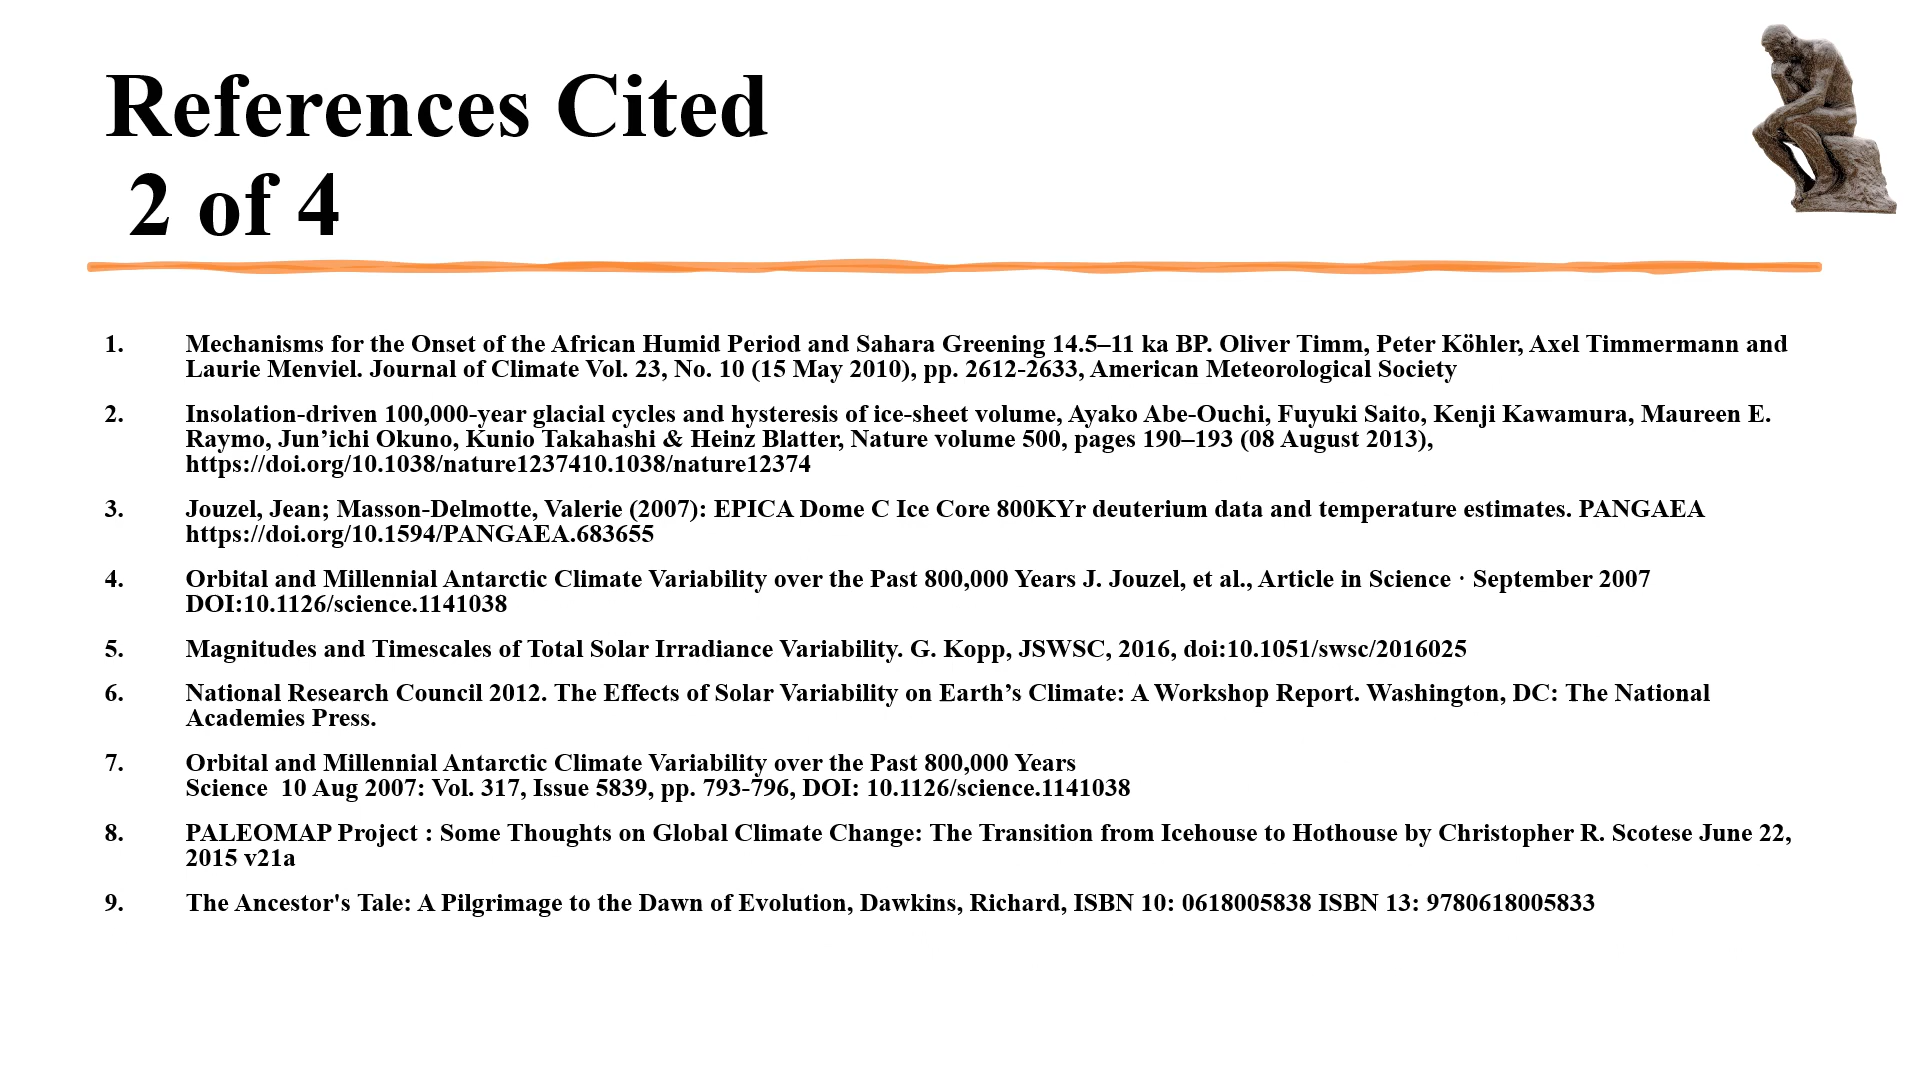 References Cited
2 of 4
1. Mechanisms for the Onset of the African Humid Period and Sahara Greening 14.5–11 ka BP. Oliver Timm, Peter Köhler, Axel Timmermann and
Laurie Menviel. Journal of Climate Vol. 23, No. 10 (15 May 2010), pp. 2612-2633, American Meteorological Society
2. Insolation-driven 100,000-year glacial cycles and hysteresis of ice-sheet volume, Ayako Abe-Ouchi, Fuyuki Saito, Kenji Kawamura, Maureen E.
Raymo, Jun’ichi Okuno, Kunio Takahashi & Heinz Blatter, Nature volume 500, pages 190–193 (08 August 2013),
https://doi.org/10.1038/nature1237410.1038/nature12374
3. Jouzel, Jean; Masson-Delmotte, Valerie (2007): EPICA Dome C Ice Core 800KYr deuterium data and temperature estimates. PANGAEA
https://doi.org/10.1594/PANGAEA.683655
4. Orbital and Millennial Antarctic Climate Variability over the Past 800,000 Years J. Jouzel, et al., Article in Science · September 2007
DOI:10.1126/science.1141038
5. Magnitudes and Timescales of Total Solar Irradiance Variability. G. Kopp, JSWSC, 2016, doi:10.1051/swsc/2016025
6. National Research Council 2012. The Effects of Solar Variability on Earth’s Climate: A Workshop Report. Washington, DC: The National
Academies Press.
7. Orbital and Millennial Antarctic Climate Variability over the Past 800,000 Years
Science  10 Aug 2007: Vol. 317, Issue 5839, pp. 793-796, DOI: 10.1126/science.1141038
8. PALEOMAP Project : Some Thoughts on Global Climate Change: The Transition from Icehouse to Hothouse by Christopher R. Scotese June 22,
2015 v21a
9. The Ancestor's Tale: A Pilgrimage to the Dawn of Evolution, Dawkins, Richard, ISBN 10: 0618005838 ISBN 13: 9780618005833